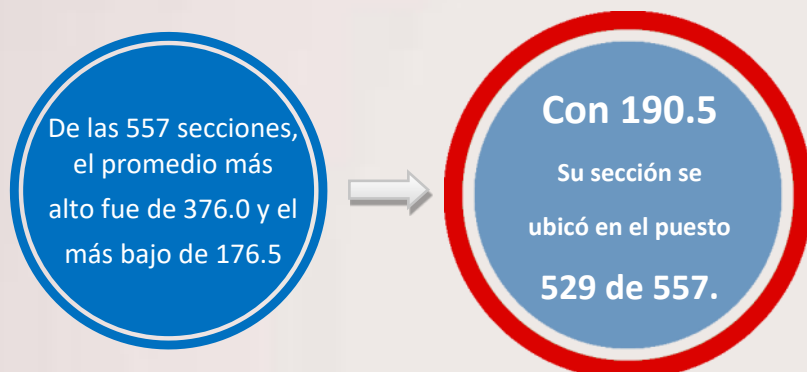 De las 557 secciones,
el promedio más
alto fue de 376.0 y el
más bajo de 176.5
Con 190.5
Su sección se
ubicó en el puesto
529 de 557.